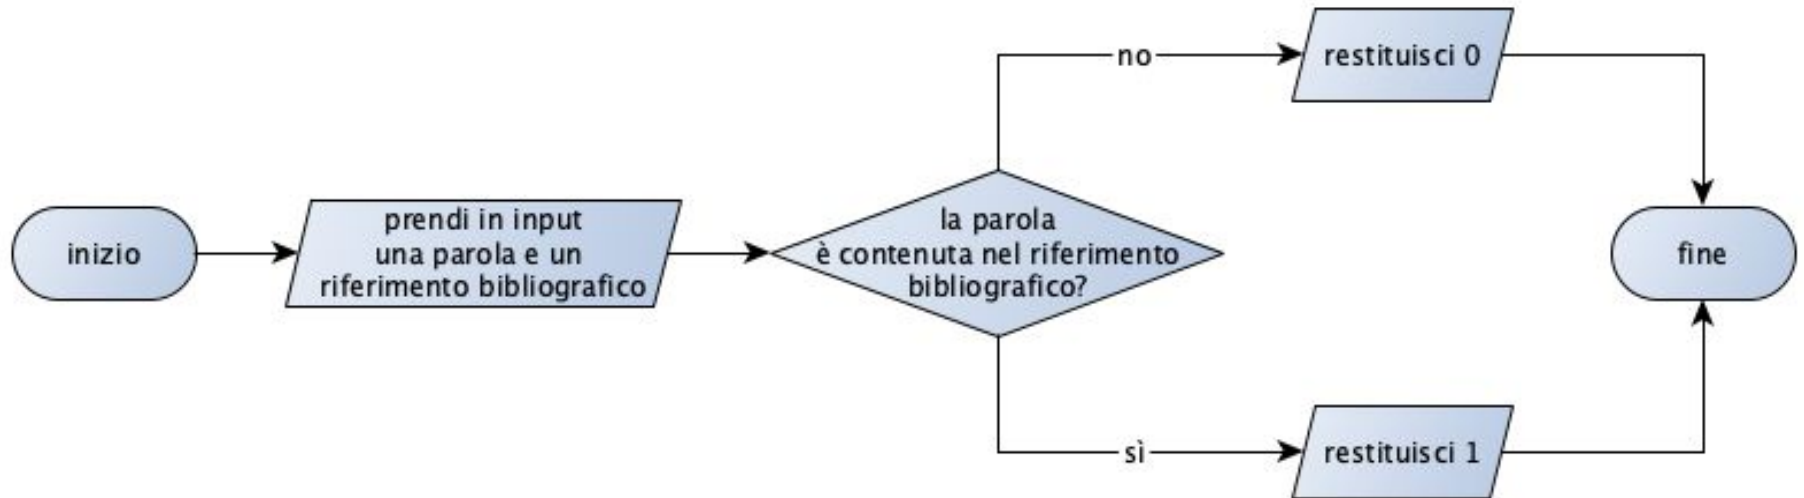 inizio
prendi in input
una parola e un
riferimento bibliografico
la parola
è contenuta nel riferimento
bibliografico?
no
restituisci 0
sì
restituisci 1
fine